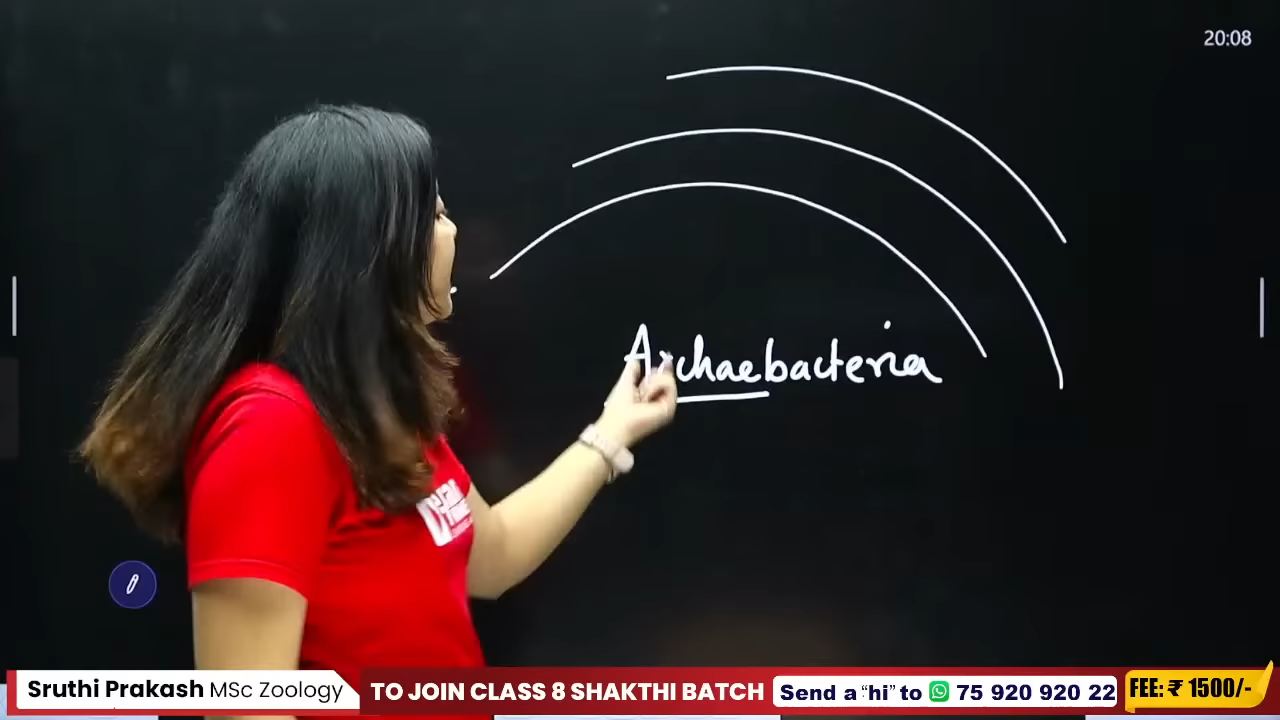 20:08
Archaebacteria
Sruthi Prakash MSc Zoology
TO JOIN CLASS 8 SHAKTHI BATCH
Send a “hi” to 75 920 920 22
FEE: ₹ 1500/-